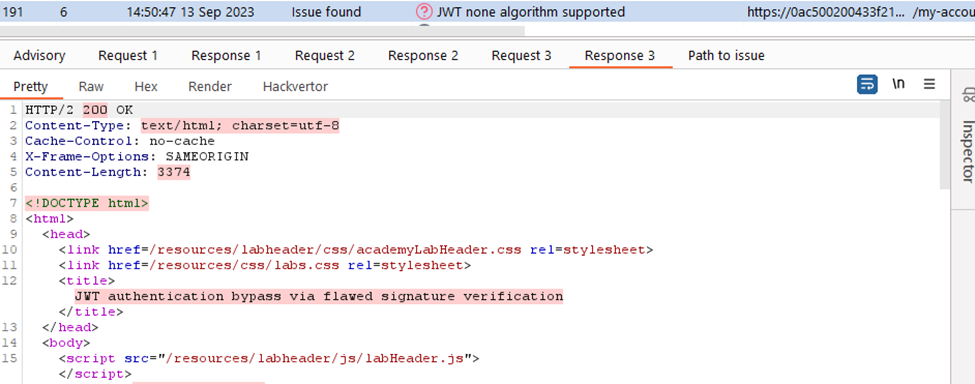 191 6 14:50:47 13 Sep 2023 Issue found JWT none algorithm supported https://0ac500200433f21... /my-accou
Advisory Request 1 Response 1 Request 2 Response 2 Request 3 Response 3 Path to issue
Pretty Raw Hex Render Hackvertor \n
1 HTTP/2 200 OK
2 Content-Type: text/html; charset=utf-8
3 Cache-Control: no-cache
4 X-Frame-Options: SAMEORIGIN
5 Content-Length: 3374
6
7 <!DOCTYPE html>
8 <html>
9 <head>
10 <link href=/resources/labheader/css/academyLabHeader.css rel=stylesheet>
11 <link href=/resources/css/labs.css rel=stylesheet>
12 <title>
JWT authentication bypass via flawed signature verification
</title>
13 </head>
14 <body>
15 <script src="/resources/labheader/js/labHeader.js">
</script>
Inspector